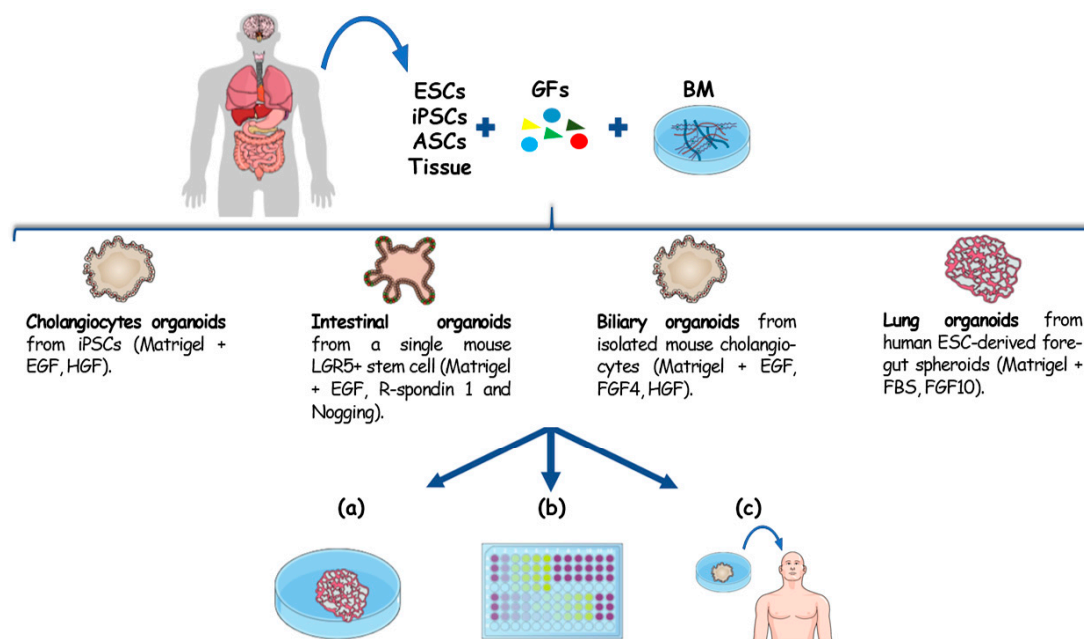 ESCs
iPSCs
ASCs
Tissue
GFs
BM
Cholangiocytes organoids
from iPSCs (Matrigel +
EGF, HGF).
Intestinal organoids
from a single mouse
LGR5+ stem cell (Matrigel
+ EGF, R-spondin 1 and
Nogging).
Biliary organoids from
isolated mouse cholangio-
cytes (Matrigel + EGF,
FGF4, HGF).
Lung organoids from
human ESC-derived fore-
gut spheroids (Matrigel +
FBS, FGF10).
(a)
(b)
(c)